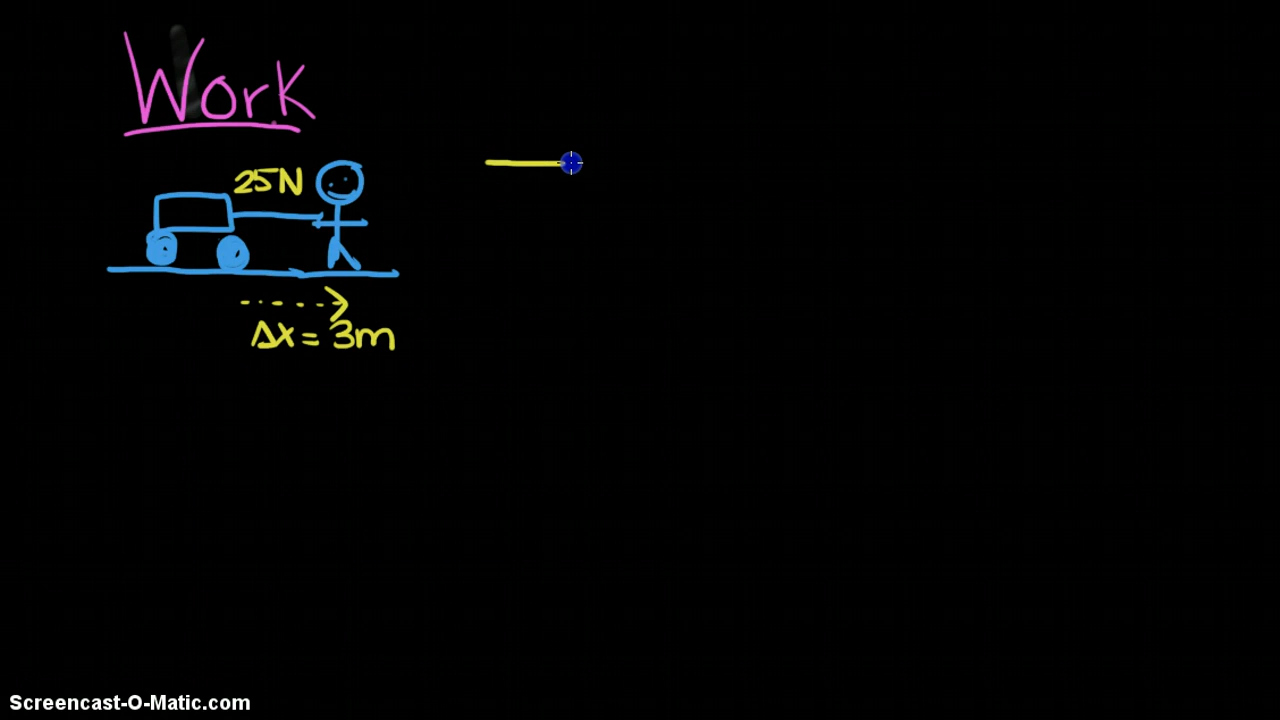 Work
25N
Δx = 3m
Screencast-O-Matic.com